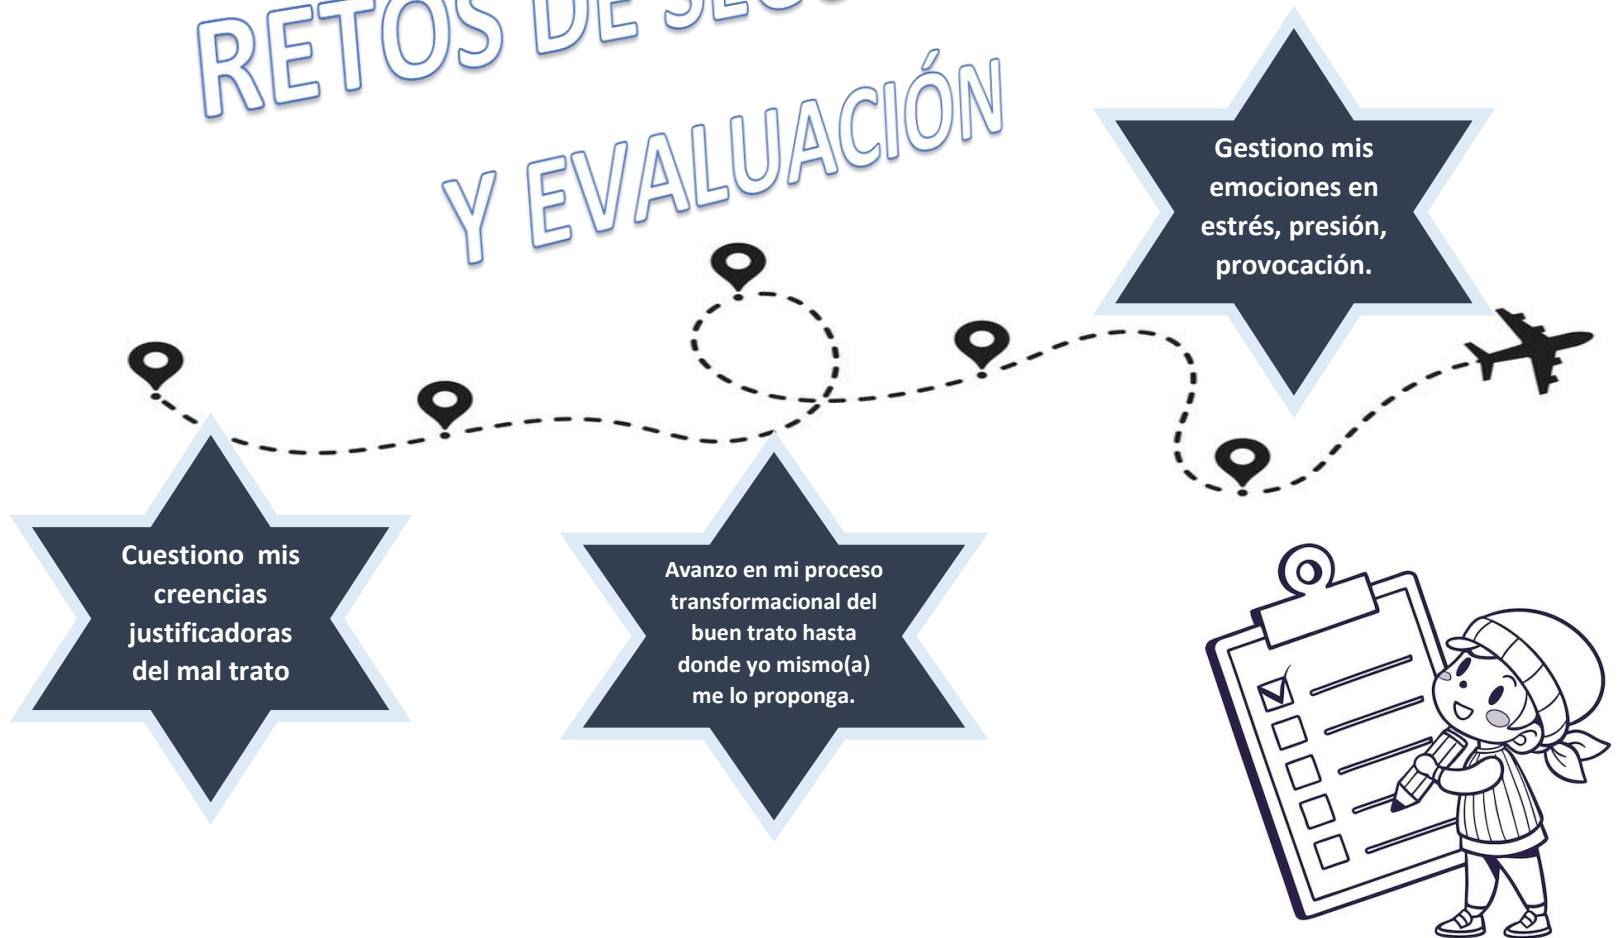 RETOS DE
Y EVALUACIÓN
Gestiono mis
emociones en
estrés, presión,
provocación.
Cuestiono mis
creencias
justificadoras
del mal trato
Avanzo en mi proceso
transformacional del
buen trato hasta
donde yo mismo(a)
me lo proponga.